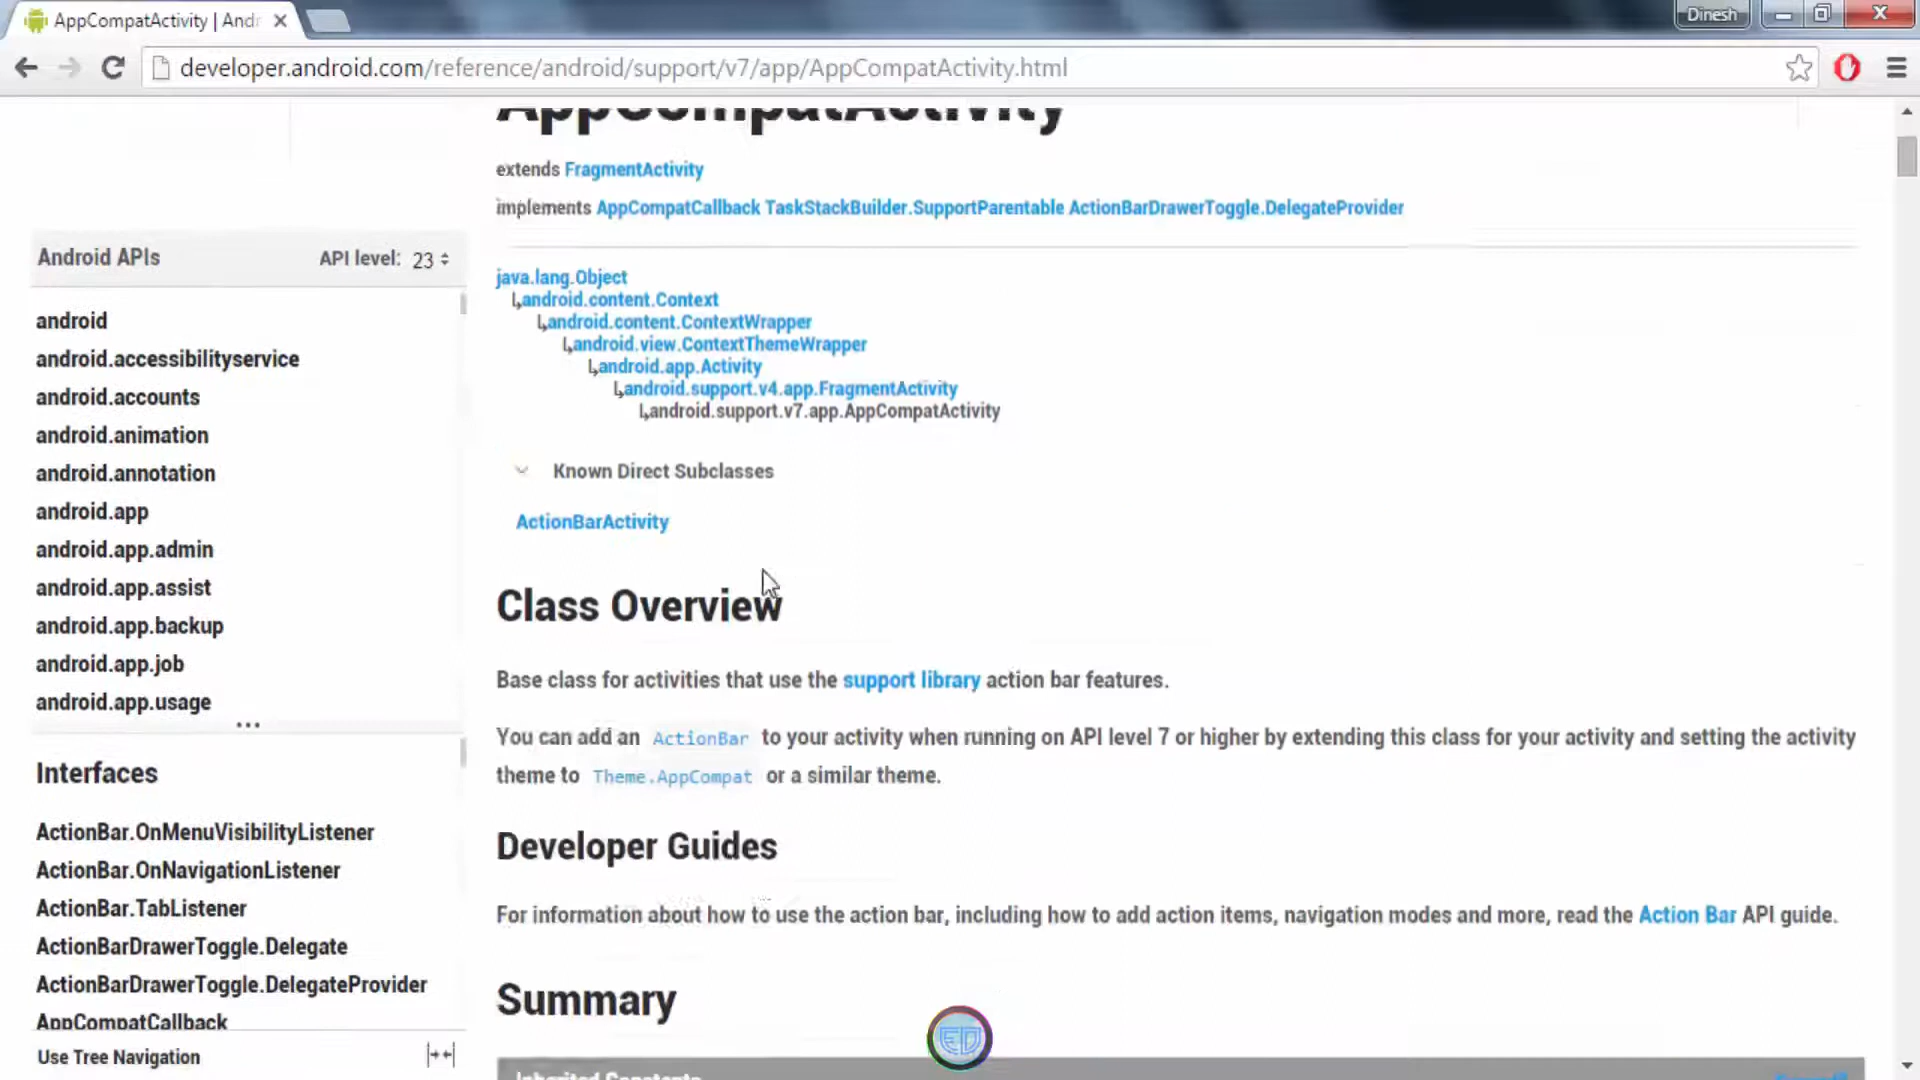 AppCompatActivity | Andr
Dinesh
developer.android.com/reference/android/support/v7/app/AppCompatActivity.html
AppCompatActivity
extends FragmentActivity
implements AppCompatCallback TaskStackBuilder.SupportParentable ActionBarDrawerToggle.DelegateProvider
Android APIs API level: 23
android
android.accessibilityservice
android.accounts
android.animation
android.annotation
android.app
android.app.admin
android.app.assist
android.app.backup
android.app.job
android.app.usage
Interfaces
ActionBar.OnMenuVisibilityListener
ActionBar.OnNavigationListener
ActionBar.TabListener
ActionBarDrawerToggle.Delegate
ActionBarDrawerToggle.DelegateProvider
AppCompatCallback
Use Tree Navigation
java.lang.Object
android.content.Context
android.content.ContextWrapper
android.view.ContextThemeWrapper
android.app.Activity
android.support.v4.app.FragmentActivity
android.support.v7.app.AppCompatActivity
Known Direct Subclasses
ActionBarActivity
Class Overview
Base class for activities that use the support library action bar features.
You can add an ActionBar to your activity when running on API level 7 or higher by extending this class for your activity and setting the activity
theme to Theme.AppCompat or a similar theme.
Developer Guides
For information about how to use the action bar, including how to add action items, navigation modes and more, read the Action Bar API guide.
Summary
ED
Inherited Constants